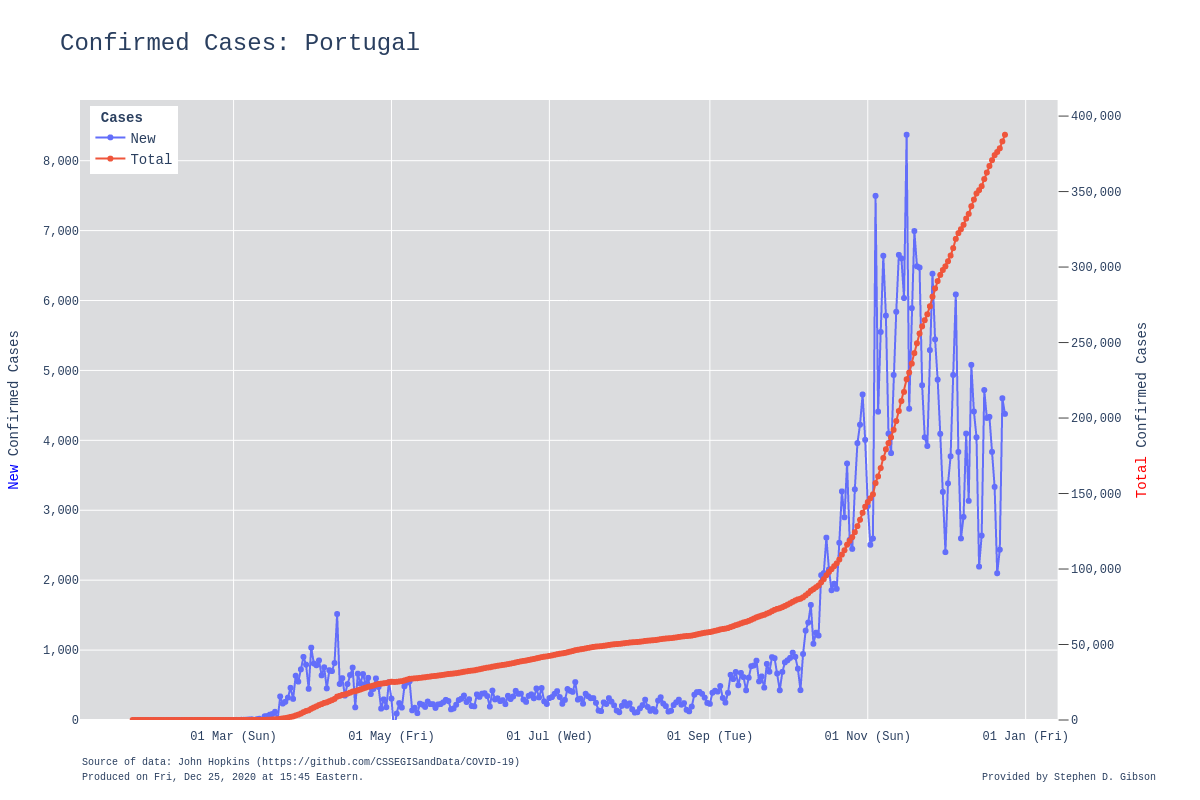 Confirmed Cases: Portugal
Cases
New
Total
8,000
7,000
6,000
5,000
4,000
3,000
2,000
1,000
0
New Confirmed Cases
400,000
350,000
300,000
250,000
200,000
150,000
100,000
50,000
0
Total Confirmed Cases
01 Mar (Sun)
01 May (Fri)
01 Jul (Wed)
01 Sep (Tue)
01 Nov (Sun)
01 Jan (Fri)
Source of data: John Hopkins (https://github.com/CSSEGISandData/COVID-19)
Produced on Fri, Dec 25, 2020 at 15:45 Eastern.
Provided by Stephen D. Gibson